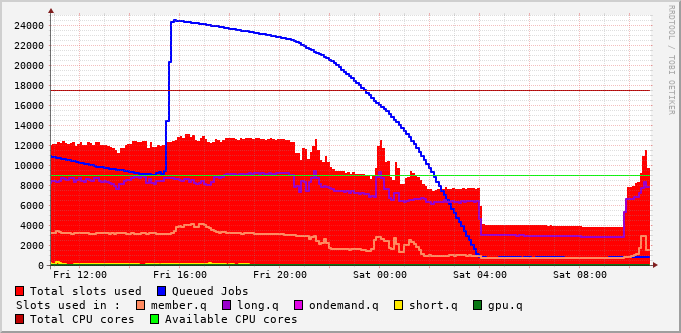 24000
22000
20000
18000
16000
14000
12000
10000
8000
6000
4000
2000
0
Fri 12:00 Fri 16:00 Fri 20:00 Sat 00:00 Sat 04:00 Sat 08:00
Total slots used Queued Jobs
Slots used in : member.q long.q ondemand.q short.q gpu.q
Total CPU cores Available CPU cores
RRDTOOL / TOBI OETIKER